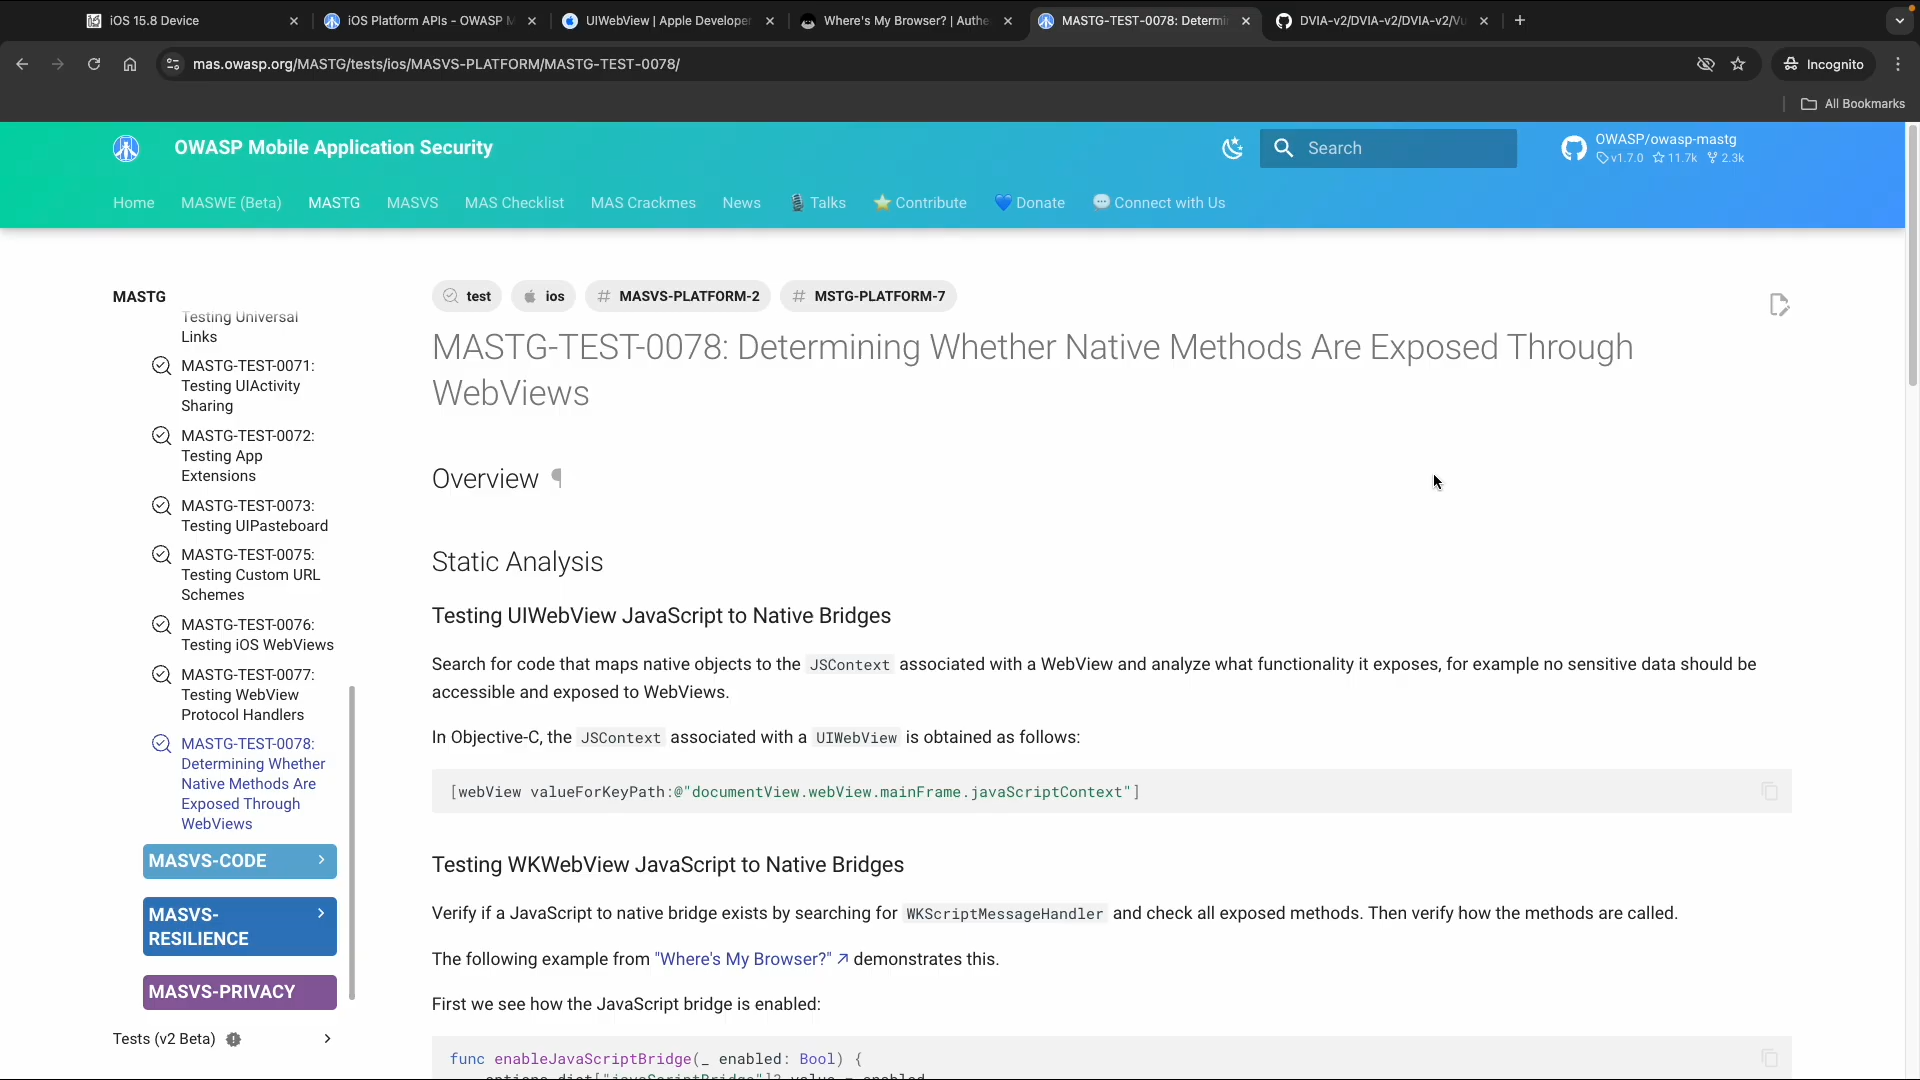 iOS 15.8 Device
iOS Platform APIs - OWASP M
UIWebView | Apple Developer
Where's My Browser? | Authe
MASTG-TEST-0078: Determi
DVIA-v2/DVIA-v2/DVIA-v2/Vu
mas.owasp.org/MASTG/tests/ios/MASVS-PLATFORM/MASTG-TEST-0078/
Incognito
All Bookmarks
OWASP Mobile Application Security
Search
OWASP/owasp-mastg
v1.7.0 11.7k 2.3k
Home MASWE (Beta) MASTG MASVS MAS Checklist MAS Crackmes News Talks Contribute Donate Connect with Us
MASTG
Testing Universal
Links
MASTG-TEST-0071:
Testing UIActivity
Sharing
MASTG-TEST-0072:
Testing App
Extensions
MASTG-TEST-0073:
Testing UIPasteboard
MASTG-TEST-0075:
Testing Custom URL
Schemes
MASTG-TEST-0076:
Testing iOS WebViews
MASTG-TEST-0077:
Testing WebView
Protocol Handlers
MASTG-TEST-0078:
Determining Whether
Native Methods Are
Exposed Through
WebViews
MASVS-CODE
MASVS-
RESILIENCE
MASVS-PRIVACY
Tests (v2 Beta)
test ios # MASVS-PLATFORM-2 # MSTG-PLATFORM-7
MASTG-TEST-0078: Determining Whether Native Methods Are Exposed Through
WebViews
Overview ¶
Static Analysis
Testing UIWebView JavaScript to Native Bridges
Search for code that maps native objects to the JSContext associated with a WebView and analyze what functionality it exposes, for example no sensitive data should be
accessible and exposed to WebViews.
In Objective-C, the JSContext associated with a UIWebView is obtained as follows:
[webView valueForKeyPath:@"documentView.webView.mainFrame.javaScriptContext"]
Testing WKWebView JavaScript to Native Bridges
Verify if a JavaScript to native bridge exists by searching for WKScriptMessageHandler and check all exposed methods. Then verify how the methods are called.
The following example from "Where's My Browser?" ↗ demonstrates this.
First we see how the JavaScript bridge is enabled:
func enableJavaScriptBridge(_ enabled: Bool) {
options_dict["javaScriptBridge"]?.value = enabled